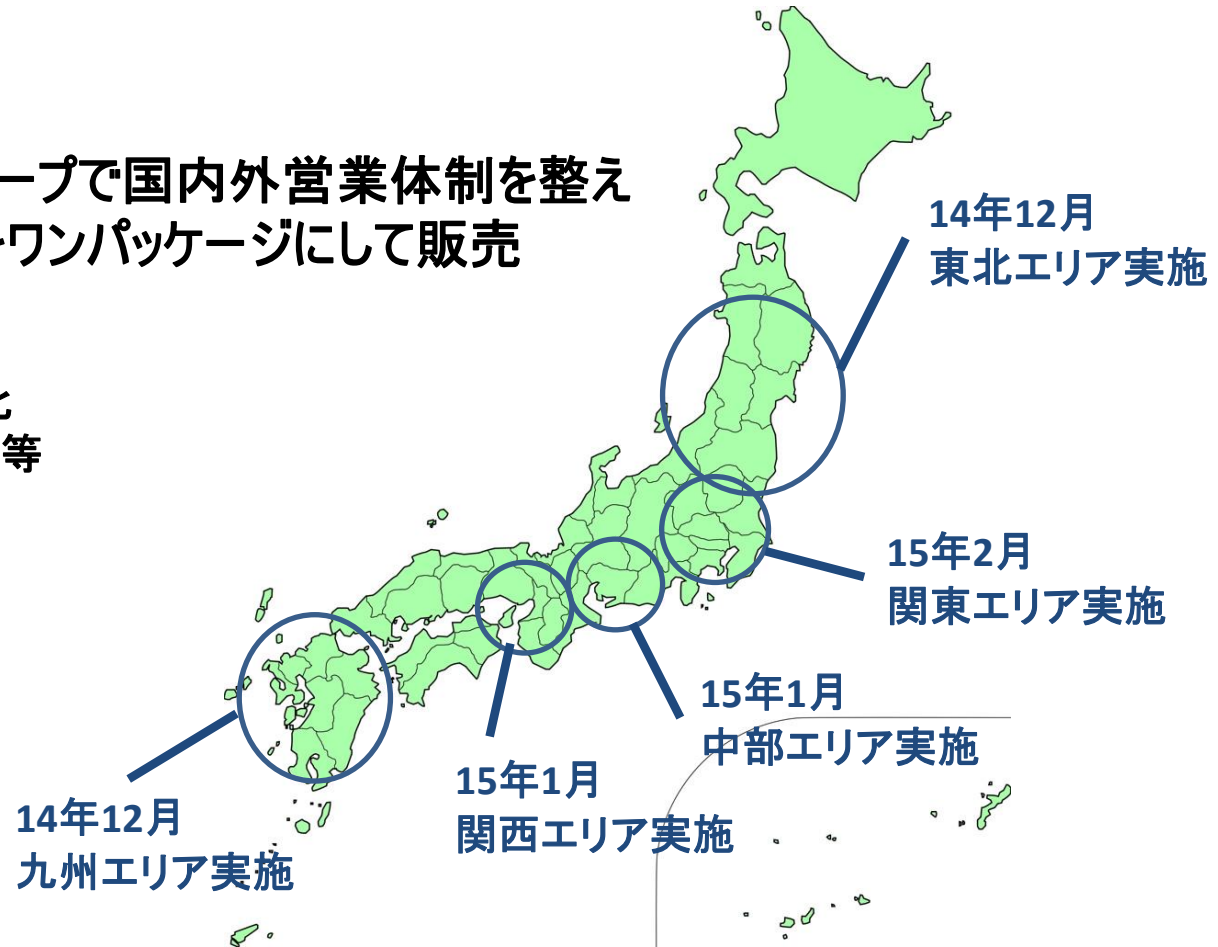 ープで国内外営業体制を整え
ワンパッケージにして販売
等
14年12月
東北エリア実施
15年2月
関東エリア実施
15年1月
中部エリア実施
15年1月
関西エリア実施
14年12月
九州エリア実施